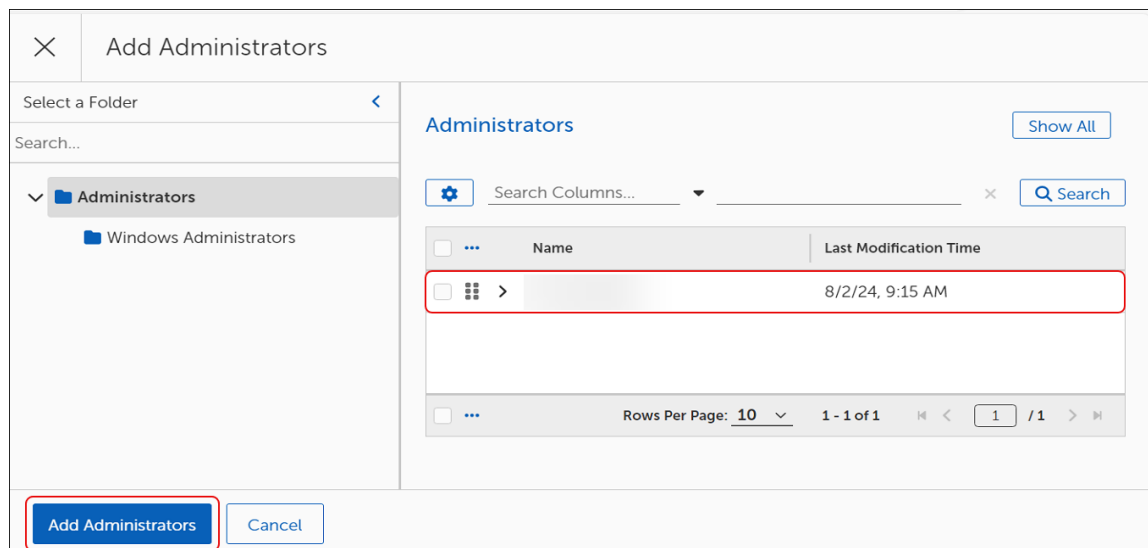 Add Administrators
Select a Folder
Search...
Administrators
Windows Administrators
Administrators
Show All
Search Columns...
Search
Name
Last Modification Time
8/2/24, 9:15 AM
Rows Per Page: 10
1 - 1 of 1
1 / 1
Add Administrators
Cancel